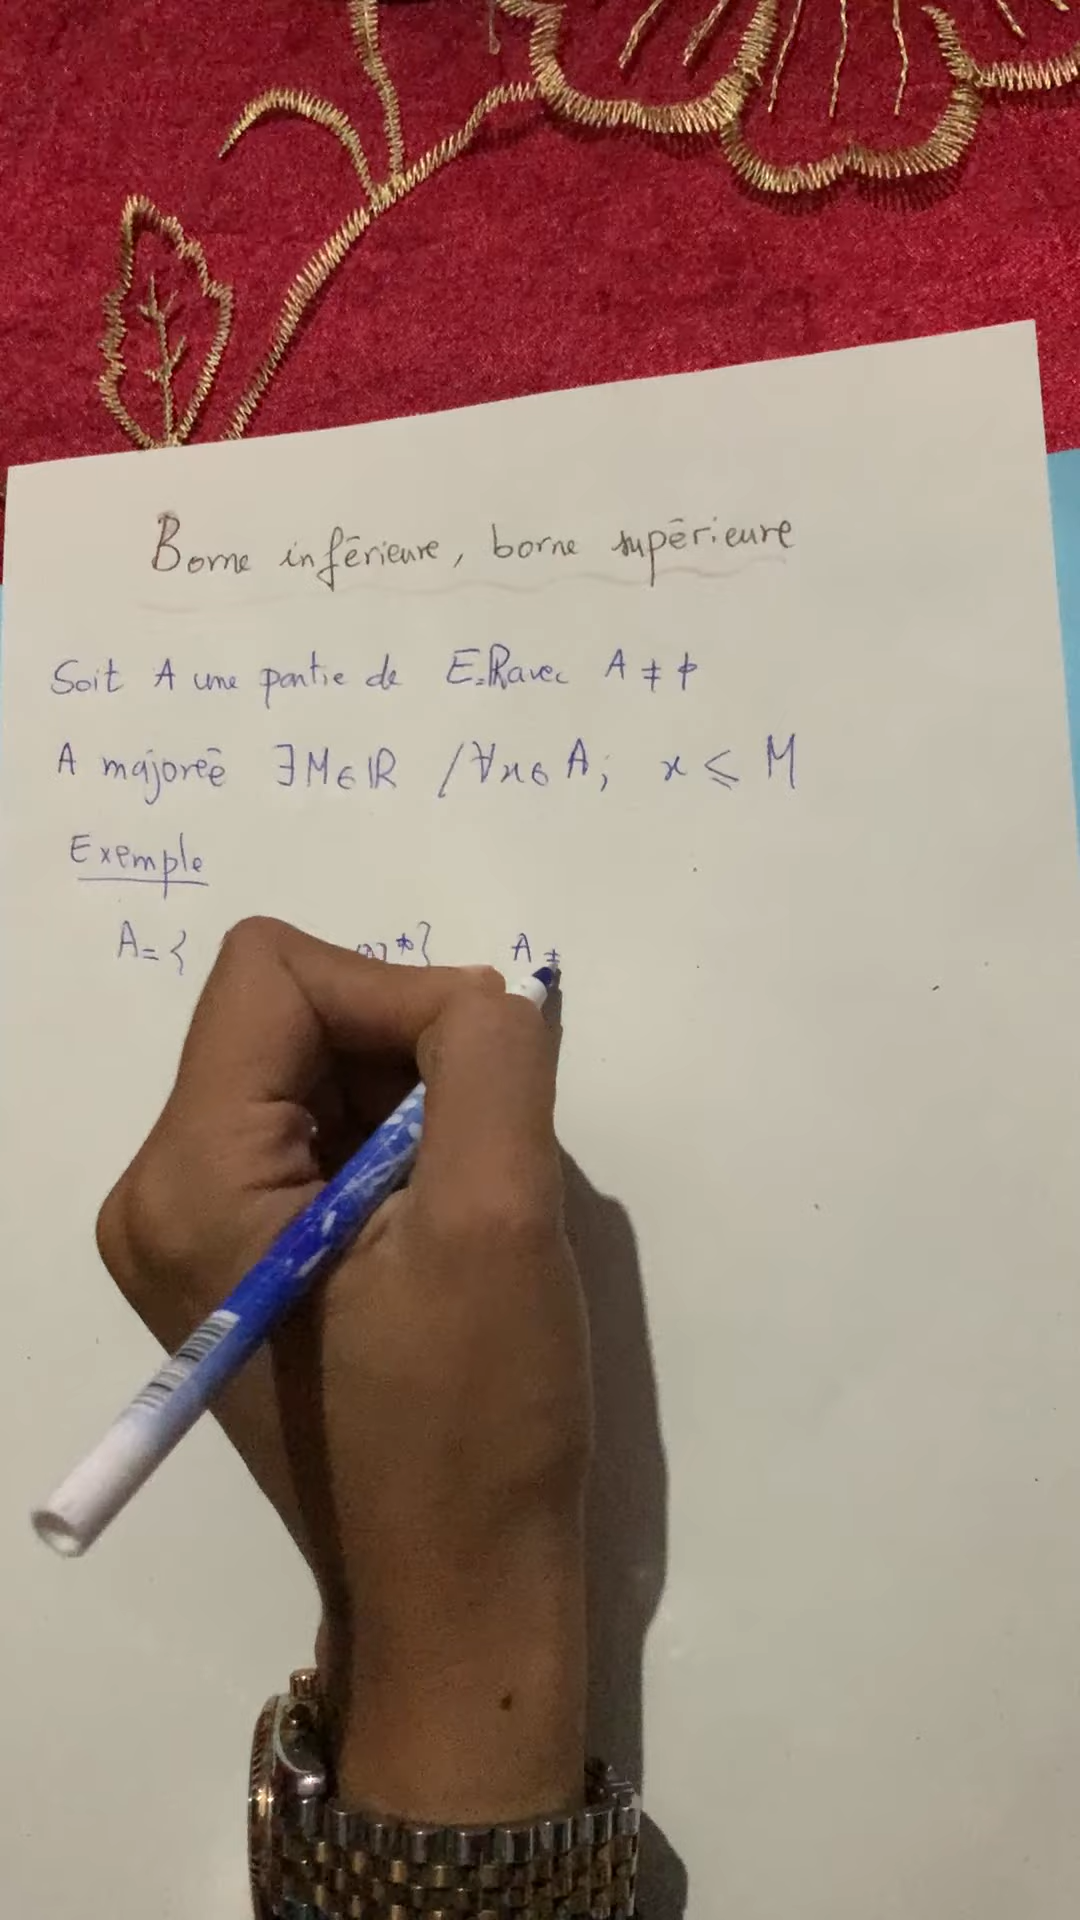 Borne inférieure, borne supérieure
Soit A une partie de E=ℝ avec A ≠ ϕ
A majorée ∃M∈ℝ /∀x∈A; x ⩽ M
Exemple
A={ *} A ≠